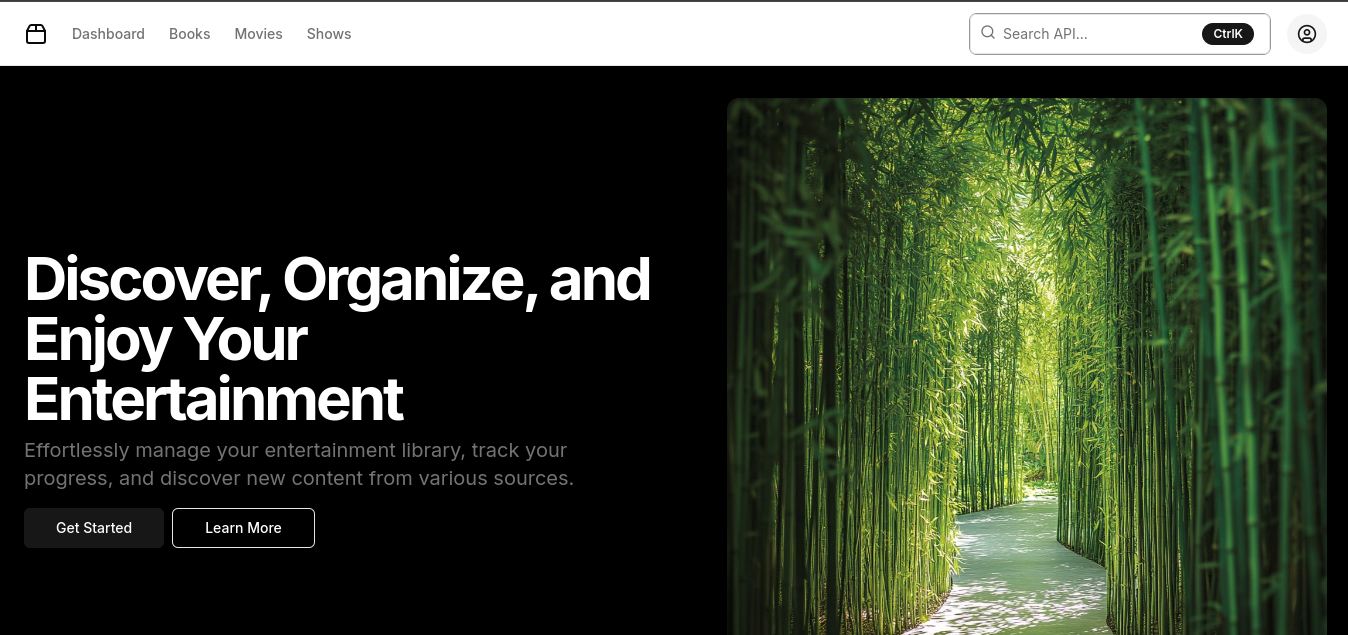 Dashboard Books Movies Shows Search API... CtrlK
Discover, Organize, and
Enjoy Your
Entertainment
Effortlessly manage your entertainment library, track your
progress, and discover new content from various sources.
Get Started Learn More